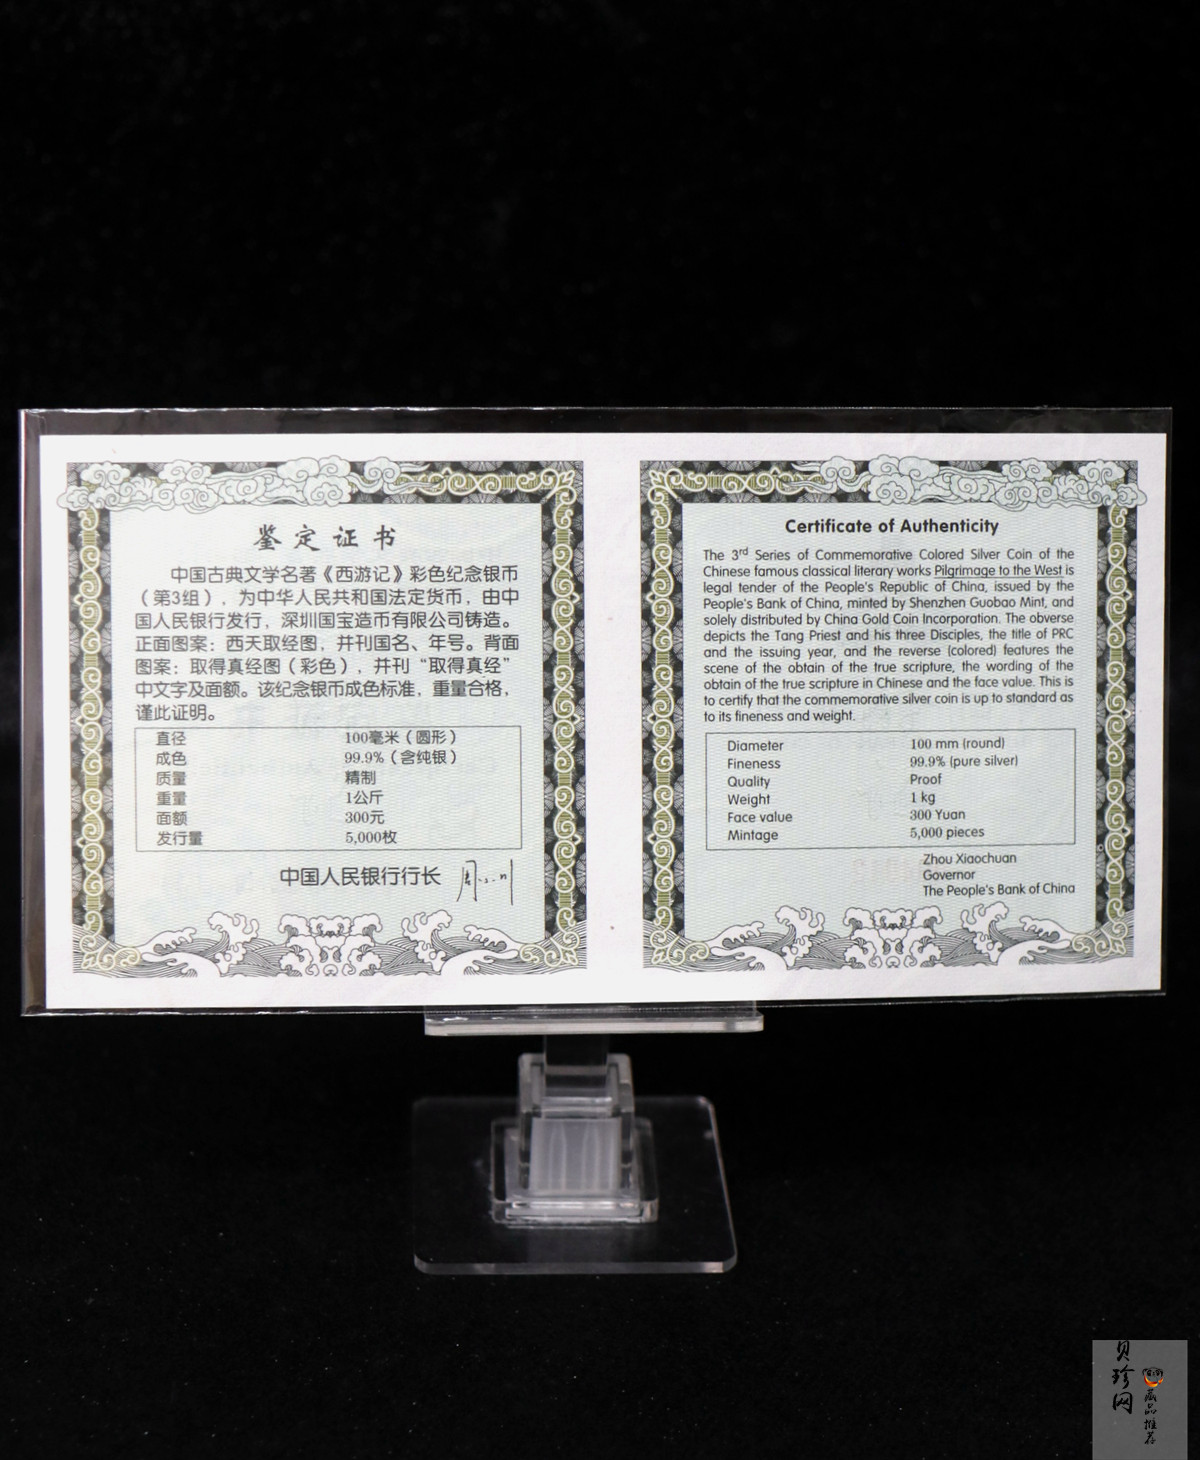 鉴定证书
中国古典文学名著《西游记》彩色纪念银币
（第3组），为中华人民共和国法定货币，由中
国人民银行发行，深圳国宝造币有限公司铸造。
正面图案：西天取经图，并刊国名、年号。背面
图案：取得真经图（彩色），并刊“取得真经”
中文字及面额。该纪念银币成色标准，重量合格，
谨此证明。
直径 100毫米（圆形）
成色 99.9%（含纯银）
质量 精制
重量 1公斤
面额 300元
发行量 5,000枚
中国人民银行行长
Certificate of Authenticity
The 3rd Series of Commemorative Colored Silver Coin of the
Chinese famous classical literary works Pilgrimage to the West is
legal tender of the People's Republic of China, issued by the
People's Bank of China, minted by Shenzhen Guobao Mint, and
solely distributed by China Gold Coin Incorporation. The obverse
depicts the Tang Priest and his three Disciples, the title of PRC
and the issuing year, and the reverse (colored) features the
scene of the obtain of the true scripture, the wording of the
obtain of the true scripture in Chinese and the face value. This is
to certify that the commemorative silver coin is up to standard as
to its fineness and weight.
Diameter 100 mm (round)
Fineness 99.9% (pure silver)
Quality Proof
Weight 1 kg
Face value 300 Yuan
Mintage 5,000 pieces
Zhou Xiaochuan
Governor
The People's Bank of China
贝珍网
藏品推荐